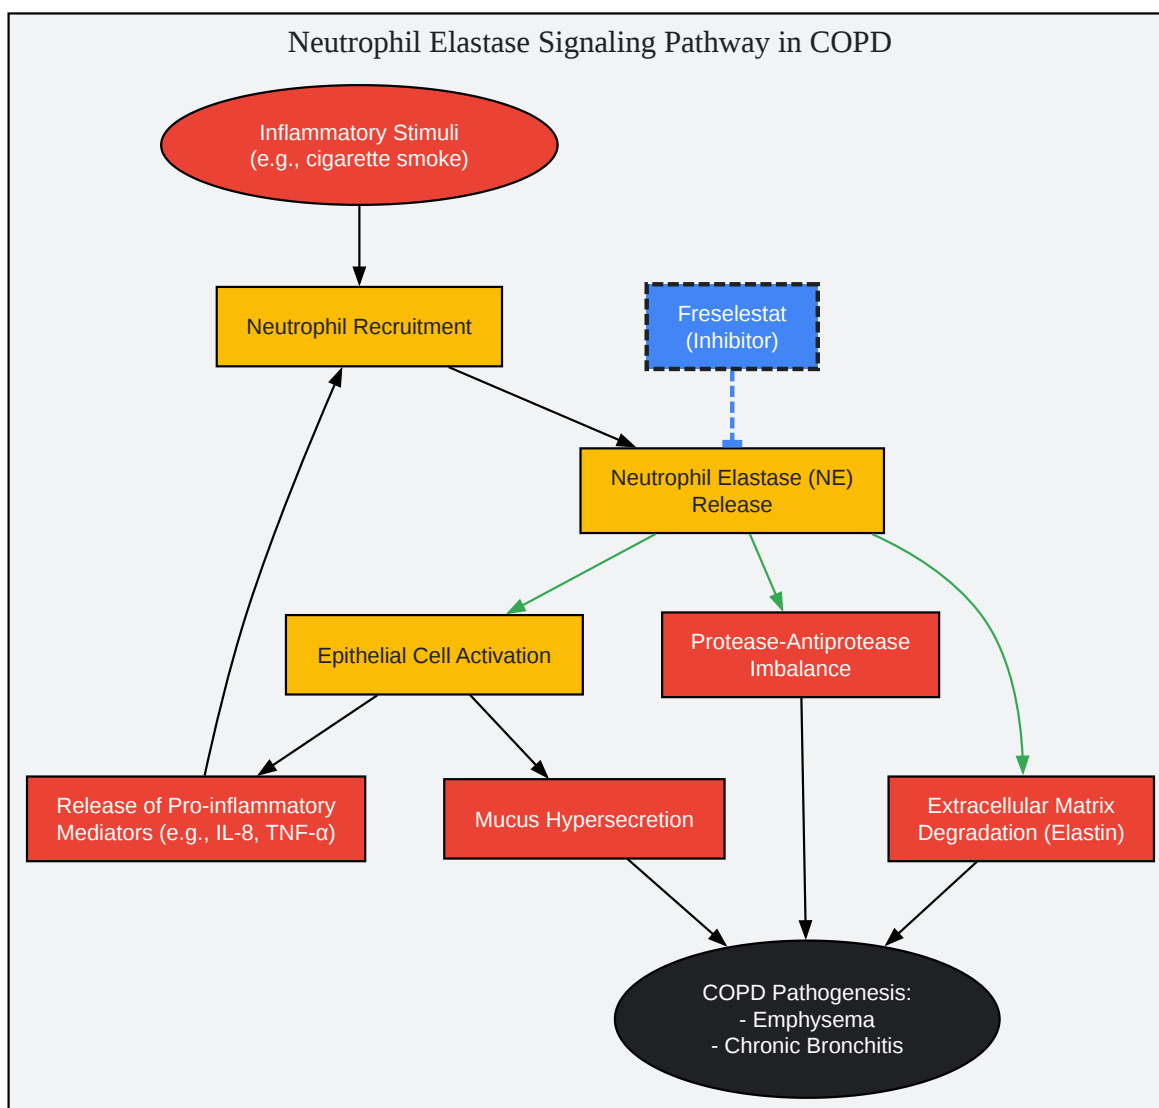 Neutrophil Elastase Signaling Pathway in COPD
Inflammatory Stimuli
(e.g., cigarette smoke)
Neutrophil Recruitment
Freselestat
(Inhibitor)
Neutrophil Elastase (NE)
Release
Epithelial Cell Activation
Protease-Antiprotease
Imbalance
Release of Pro-inflammatory
Mediators (e.g., IL-8, TNF-α)
Mucus Hypersecretion
Extracellular Matrix
Degradation (Elastin)
COPD Pathogenesis:
- Emphysema
- Chronic Bronchitis